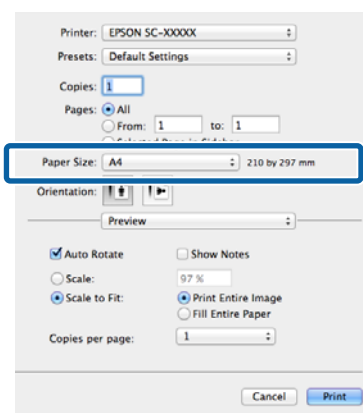 Printer: EPSON SC-XXXXX
Presets: Default Settings
Copies: 1
Pages: All
From: 1 to: 1
Paper Size: A4 210 by 297 mm
Orientation:
Preview
Auto Rotate Show Notes
Scale: 97 %
Scale to Fit: Print Entire Image
Fill Entire Paper
Copies per page: 1
Cancel Print